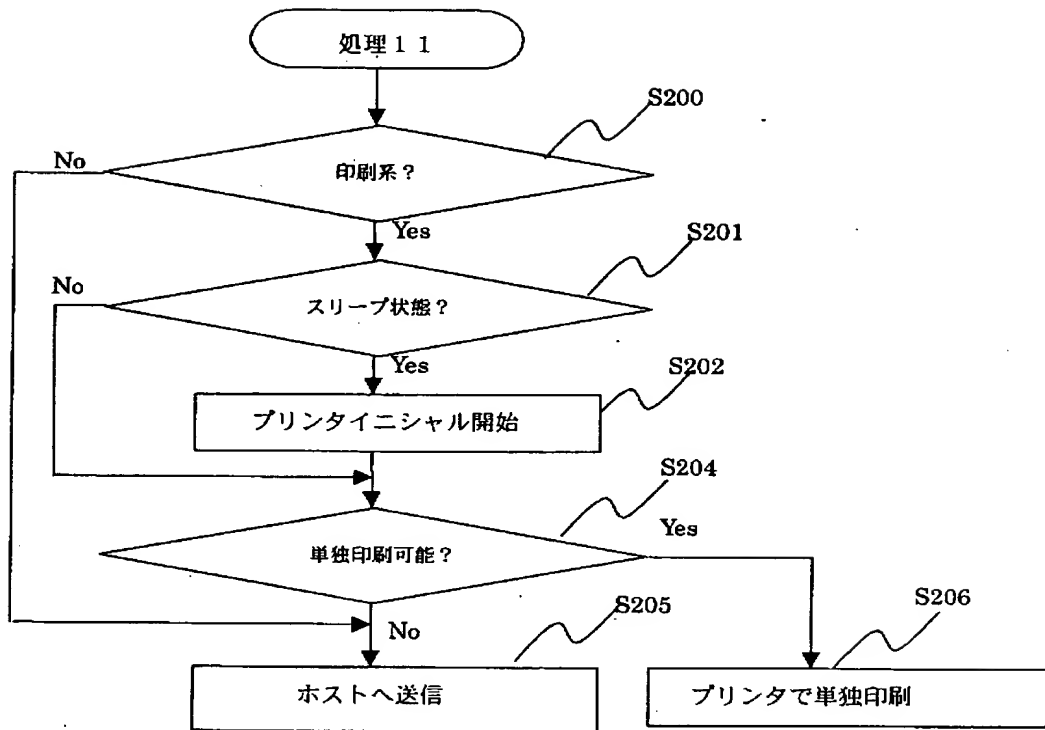 処理１１
S200
No
印刷系？
Yes
S201
No
スリープ状態？
Yes
S202
プリンタイニシャル開始
S204
Yes
単独印刷可能？
S205
S206
No
ホストへ送信
プリンタで単独印刷